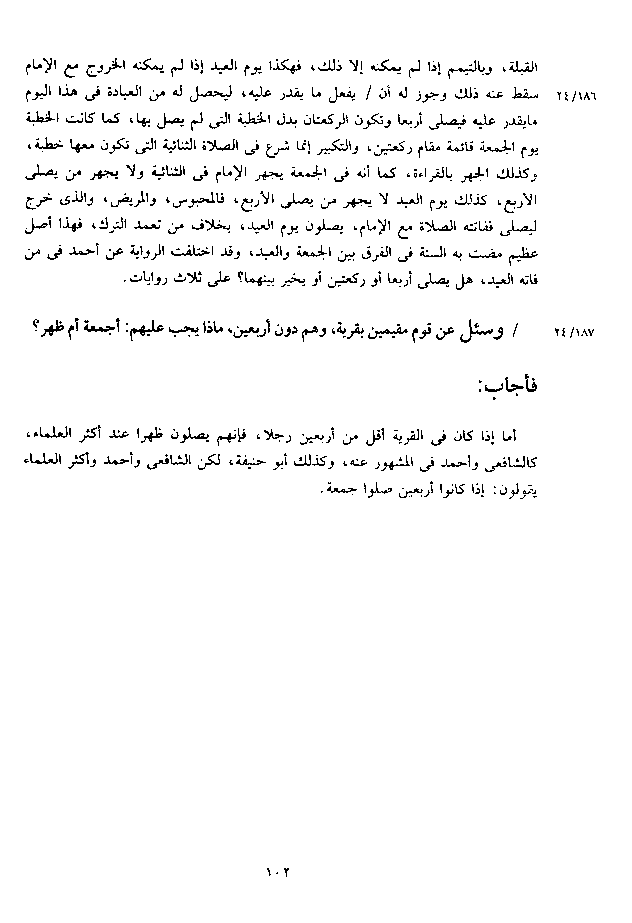 القبلة، وبالتيمم إذا لم يمكنه إلا ذلك، فهكذا يوم العيد إذا لم يمكنه الخروج مع الإمام
٢٤/١٨٦ سقط عنه ذلك وجوز له أن / يفعل ما يقدر عليه، ليحصل له من العبادة فى هذا اليوم
مايقدر عليه فيصلى أربعا وتكون الركعتان بدل الخطبة التى لم يصل بها، كما كانت الخطبة
يوم الجمعة قائمة مقام ركعتين، والتكبير إنما شرع فى الصلاة الثنائية التى تكون معها خطبة،
وكذلك الجهر بالقراءة، كما أنه فى الجمعة يجهر الإمام فى الثنائية ولا يجهر من يصلى
الأربع، كذلك يوم العيد لا يجهر من يصلى الأربع، فالمحبوس، والمريض، والذى خرج
ليصلى ففاتته الصلاة مع الإمام، يصلون يوم العيد، بخلاف من تعمد الترك، فهذا أصل
عظيم مضت به السنة فى الفرق بين الجمعة والعيد، وقد اختلفت الرواية عن أحمد فى من
فاته العيد، هل يصلى أربعا أو ركعتين أو يخير بينهما؟ على ثلاث روايات.
٢٤/١٨٧ / وسئل عن قوم مقيمين بقرية، وهم دون أربعين، ماذا يجب عليهم: أجمعة أم ظهر؟
فأجاب:
أما إذا كان فى القرية أقل من أربعين رجلا، فإنهم يصلون ظهرا عند أكثر العلماء،
كالشافعى وأحمد فى المشهور عنه، وكذلك أبو حنيفة، لكن الشافعى وأحمد وأكثر العلماء
يقولون: إذا كانوا أربعين صلوا جمعة.
١٠٢